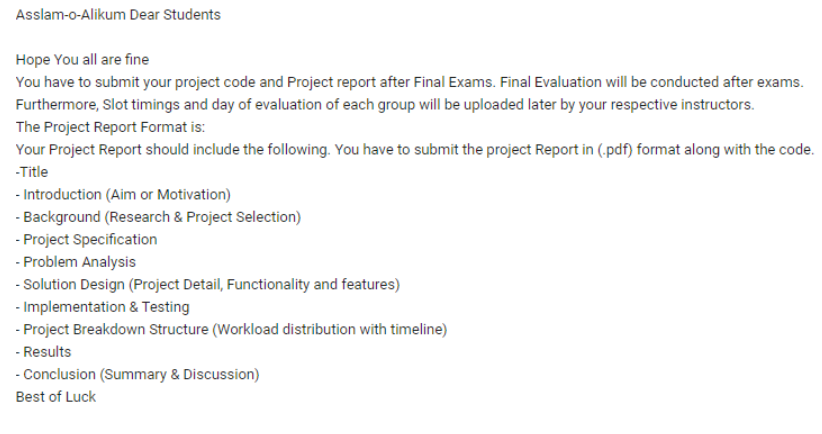 Asslam-o-Alikum Dear Students
Hope You all are fine
You have to submit your project code and Project report after Final Exams. Final Evaluation will be conducted after exams.
Furthermore, Slot timings and day of evaluation of each group will be uploaded later by your respective instructors.
The Project Report Format is:
Your Project Report should include the following. You have to submit the project Report in (.pdf) format along with the code.
-Title
- Introduction (Aim or Motivation)
- Background (Research & Project Selection)
- Project Specification
- Problem Analysis
- Solution Design (Project Detail, Functionality and features)
- Implementation & Testing
- Project Breakdown Structure (Workload distribution with timeline)
- Results
- Conclusion (Summary & Discussion)
Best of Luck